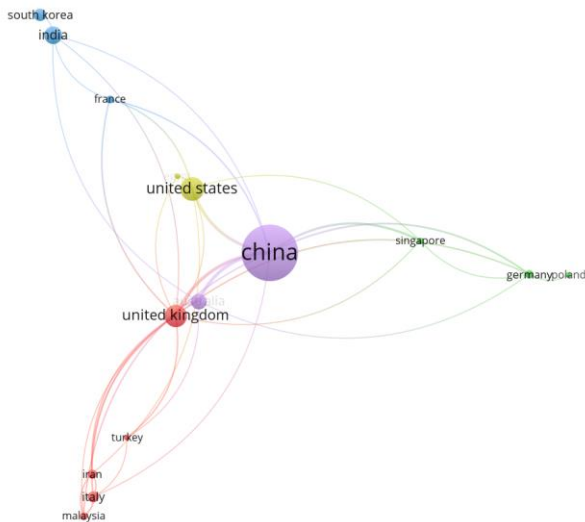 south korea
india
france
united states
china
singapore
germany
poland
united kingdom
turkey
iran
italy
malaysia